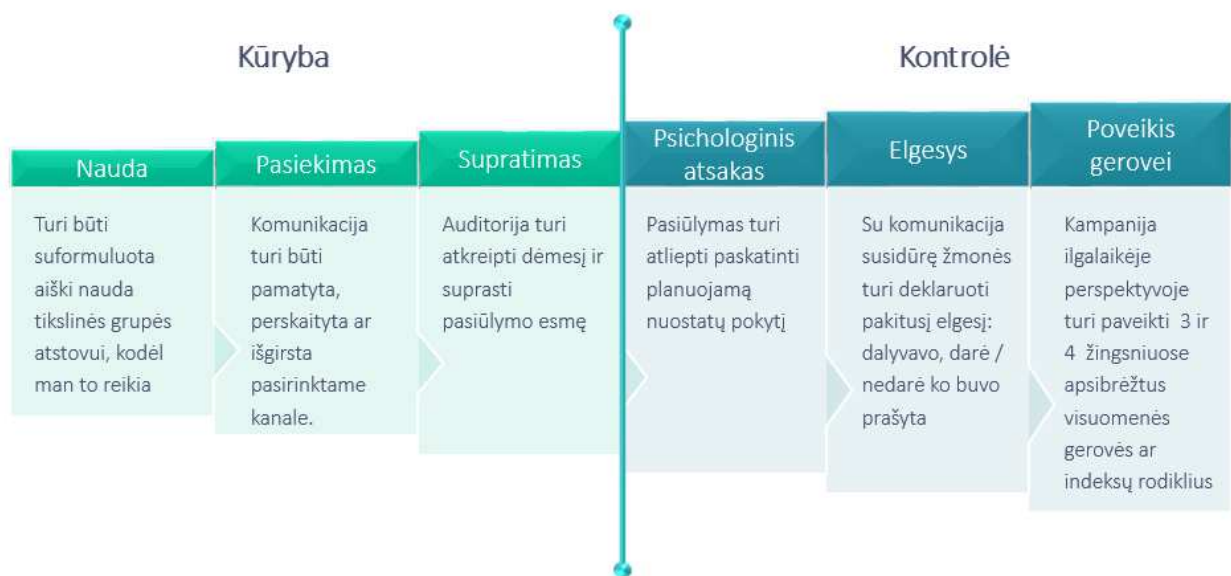 Kūryba
Kontrolė
Nauda
Turi būti
suformuluota
aiški nauda
tikslinės grupės
atstovui, kodėl
man to reikia
Pasiekimas
Komunikacija
turi būti
pamatyta,
perskaityta ar
išgirsta
pasirinktame
kanale.
Supratimas
Auditorija turi
atkreipti dėmesį ir
suprasti
pasiūlymo esmę
Psichologinis
atsakas
Pasiūlymas turi
atliepti paskatinti
planuojamą
nuostatų pokytį
Elgesys
Su komunikacija
susidūrę žmonės
turi deklaruoti
pakitusį elgesį:
dalyvavo, darė /
nedarė ko buvo
prašyta
Poveikis
gerovei
Kampanija
ilgalaikėje
perspektyvoje
turi paveikti 3 ir
4 žingsniuose
apsibrėžtus
visuomenės
gerovės ar
indeksų rodiklius